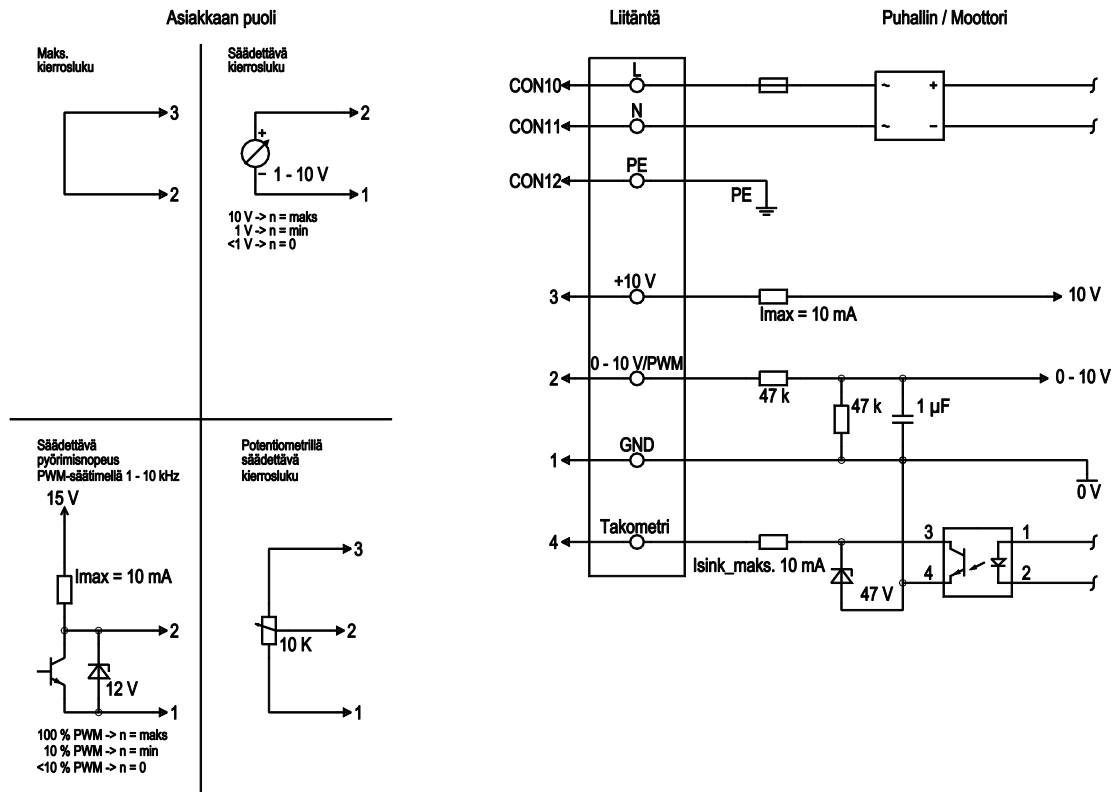 Asiakkaan puoli
Liitäntä
Puhallin / Moottori
Maks.
kierrosluku
3
2
Säädettävä
kierrosluku
2
+
–
1 - 10 V
1
10 V -> n = maks
1 V -> n = min
<1 V -> n = 0
Säädettävä
pyörimisnopeus
PWM-säätimellä 1 - 10 kHz
15 V
Imax = 10 mA
2
12 V
1
100 % PWM -> n = maks
10 % PWM -> n = min
<10 % PWM -> n = 0
Potentiometrillä
säädettävä
kierrosluku
3
2
10 K
1
CON10
L
~
+
CON11
N
~
–
CON12
PE
PE
3
+10 V
10 V
Imax = 10 mA
2
0 - 10 V/PWM
0 - 10 V
47 k
47 k
1 µF
1
GND
0 V
4
Takometri
3
1
Isink_maks. 10 mA
4
2
47 V